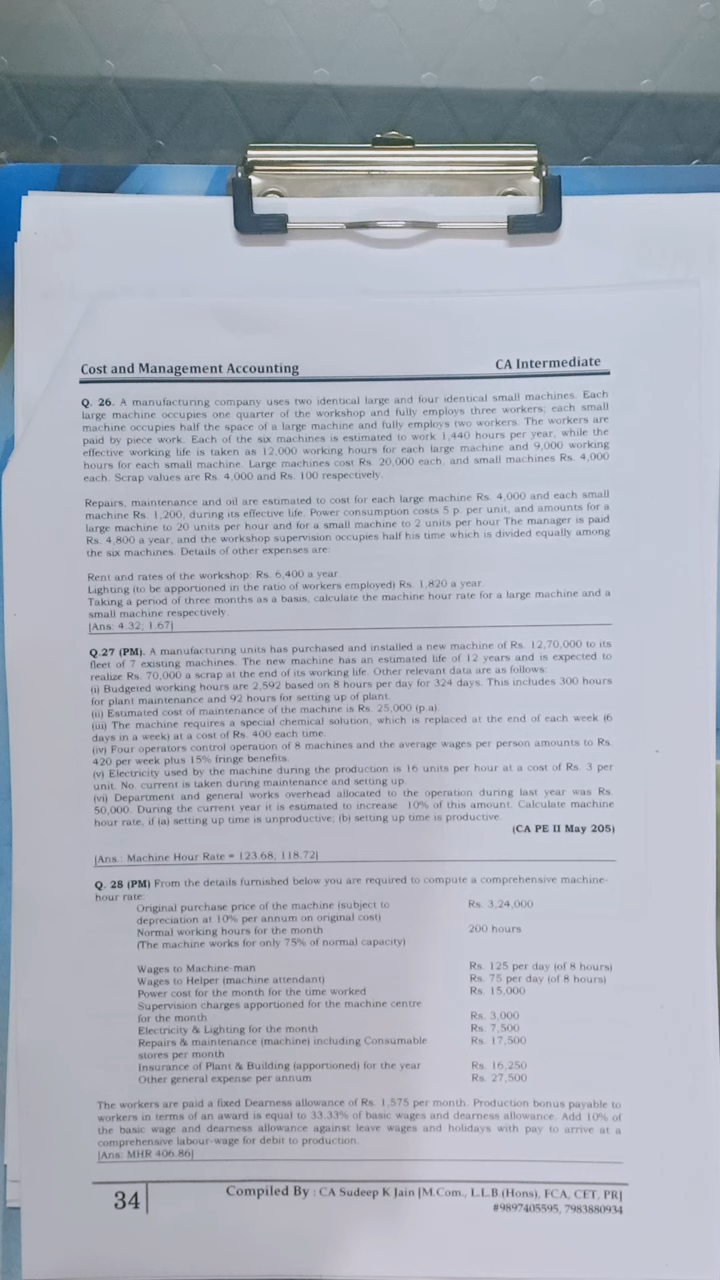 Cost and Management Accounting CA Intermediate
Q. 26. A manufacturing company uses two identical large and four identical small machines. Each
large machine occupies one quarter of the workshop and fully employs three workers; each small
machine occupies half the space of a large machine and fully employs two workers. The workers are
paid by piece work. Each of the six machines is estimated to work 1,440 hours per year, while the
effective working life is taken as 12,000 working hours for each large machine and 9,000 working
hours for each small machine. Large machines cost Rs. 20,000 each, and small machines Rs. 4,000
each. Scrap values are Rs. 4,000 and Rs. 100 respectively.
Repairs, maintenance and oil are estimated to cost for each large machine Rs. 4,000 and each small
machine Rs. 1,200, during its effective life. Power consumption costs 5 p. per unit, and amounts for a
large machine to 20 units per hour and for a small machine to 2 units per hour The manager is paid
Rs. 4,800 a year, and the workshop supervision occupies half his time which is divided equally among
the six machines. Details of other expenses are:
Rent and rates of the workshop: Rs. 6,400 a year.
Lighting (to be apportioned in the ratio of workers employed) Rs. 1,820 a year.
Taking a period of three months as a basis, calculate the machine hour rate for a large machine and a
small machine respectively.
[Ans: 4.32; 1.67]
Q.27 (PM). A manufacturing units has purchased and installed a new machine of Rs. 12,70,000 to its
fleet of 7 existing machines. The new machine has an estimated life of 12 years and is expected to
realize Rs. 70,000 a scrap at the end of its working life. Other relevant data are as follows:
(i) Budgeted working hours are 2,592 based on 8 hours per day for 324 days. This includes 300 hours
for plant maintenance and 92 hours for setting up of plant.
(ii) Estimated cost of maintenance of the machine is Rs. 25,000 (p.a).
(iii) The machine requires a special chemical solution, which is replaced at the end of each week (6
days in a week) at a cost of Rs. 400 each time.
(iv) Four operators control operation of 8 machines and the average wages per person amounts to Rs.
420 per week plus 15% fringe benefits.
(v) Electricity used by the machine during the production is 16 units per hour at a cost of Rs. 3 per
unit. No current is taken during maintenance and setting up.
(vi) Department and general works overhead allocated to the operation during last year was Rs.
50,000. During the current year it is estimated to increase 10% of this amount. Calculate machine
hour rate, if (a) setting up time is unproductive; (b) setting up time is productive.
(CA PE II May 205)
[Ans.: Machine Hour Rate = 123.68; 118.72]
Q. 28 (PM) From the details furnished below you are required to compute a comprehensive machine-
hour rate:
Original purchase price of the machine (subject to Rs. 3,24,000
depreciation at 10% per annum on original cost)
Normal working hours for the month 200 hours
(The machine works for only 75% of normal capacity)
Wages to Machine-man Rs. 125 per day (of 8 hours)
Wages to Helper (machine attendant) Rs. 75 per day (of 8 hours)
Power cost for the month for the time worked Rs. 15,000
Supervision charges apportioned for the machine centre
for the month Rs. 3,000
Electricity & Lighting for the month Rs. 7,500
Repairs & maintenance (machine) including Consumable Rs. 17,500
stores per month
Insurance of Plant & Building (apportioned) for the year Rs. 16,250
Other general expense per annum Rs. 27,500
The workers are paid a fixed Dearness allowance of Rs. 1,575 per month. Production bonus payable to
workers in terms of an award is equal to 33.33% of basic wages and dearness allowance. Add 10% of
the basic wage and dearness allowance against leave wages and holidays with pay to arrive at a
comprehensive labour-wage for debit to production.
[Ans: MHR 406.86]
34 Compiled By : CA Sudeep K Jain [M.Com., L.L.B.(Hons), FCA, CET, PR]
#9897405595, 7983880934